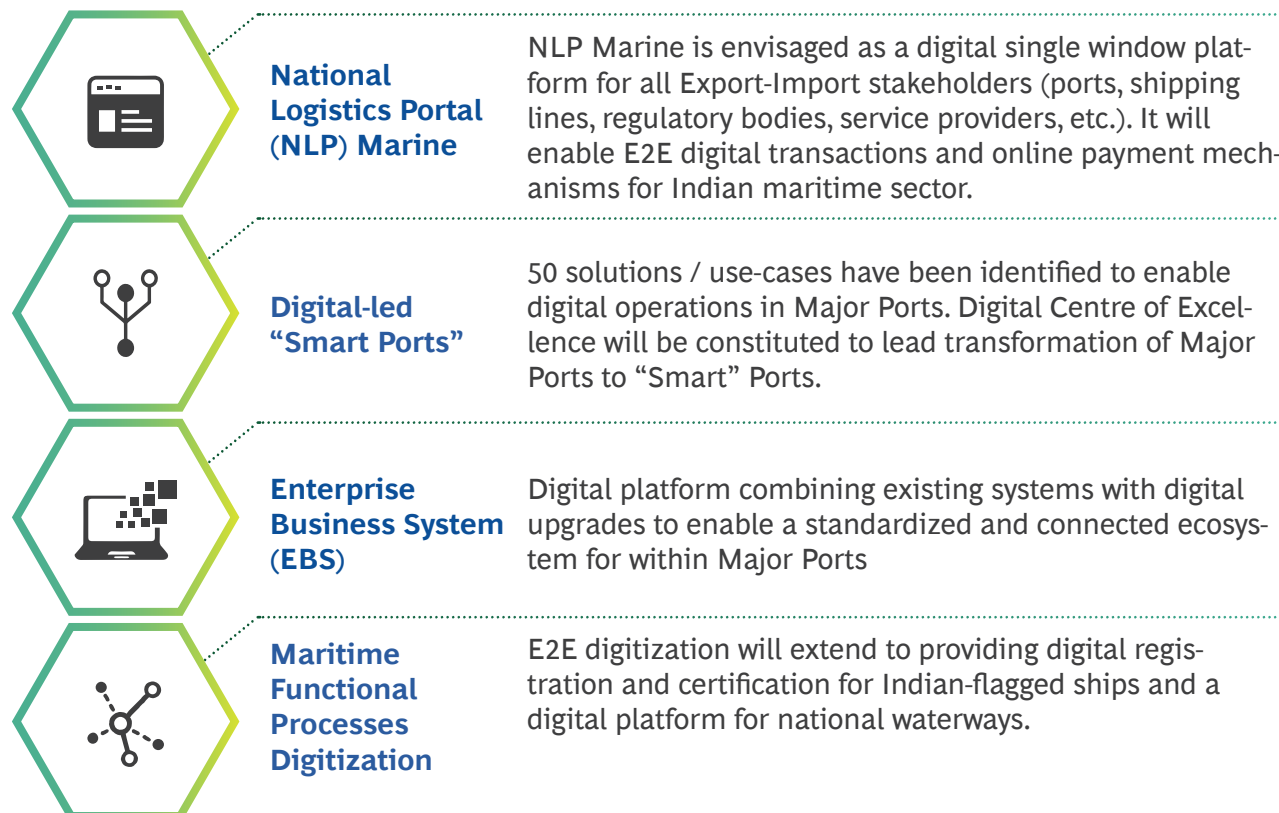 National
Logistics Portal
(NLP) Marine
NLP Marine is envisaged as a digital single window plat-
form for all Export-Import stakeholders (ports, shipping
lines, regulatory bodies, service providers, etc.). It will
enable E2E digital transactions and online payment mech-
anisms for Indian maritime sector.
Digital-led
“Smart Ports”
50 solutions / use-cases have been identified to enable
digital operations in Major Ports. Digital Centre of Excel-
lence will be constituted to lead transformation of Major
Ports to “Smart” Ports.
Enterprise
Business System
(EBS)
Digital platform combining existing systems with digital
upgrades to enable a standardized and connected ecosys-
tem for within Major Ports
Maritime
Functional
Processes
Digitization
E2E digitization will extend to providing digital regis-
tration and certification for Indian-flagged ships and a
digital platform for national waterways.